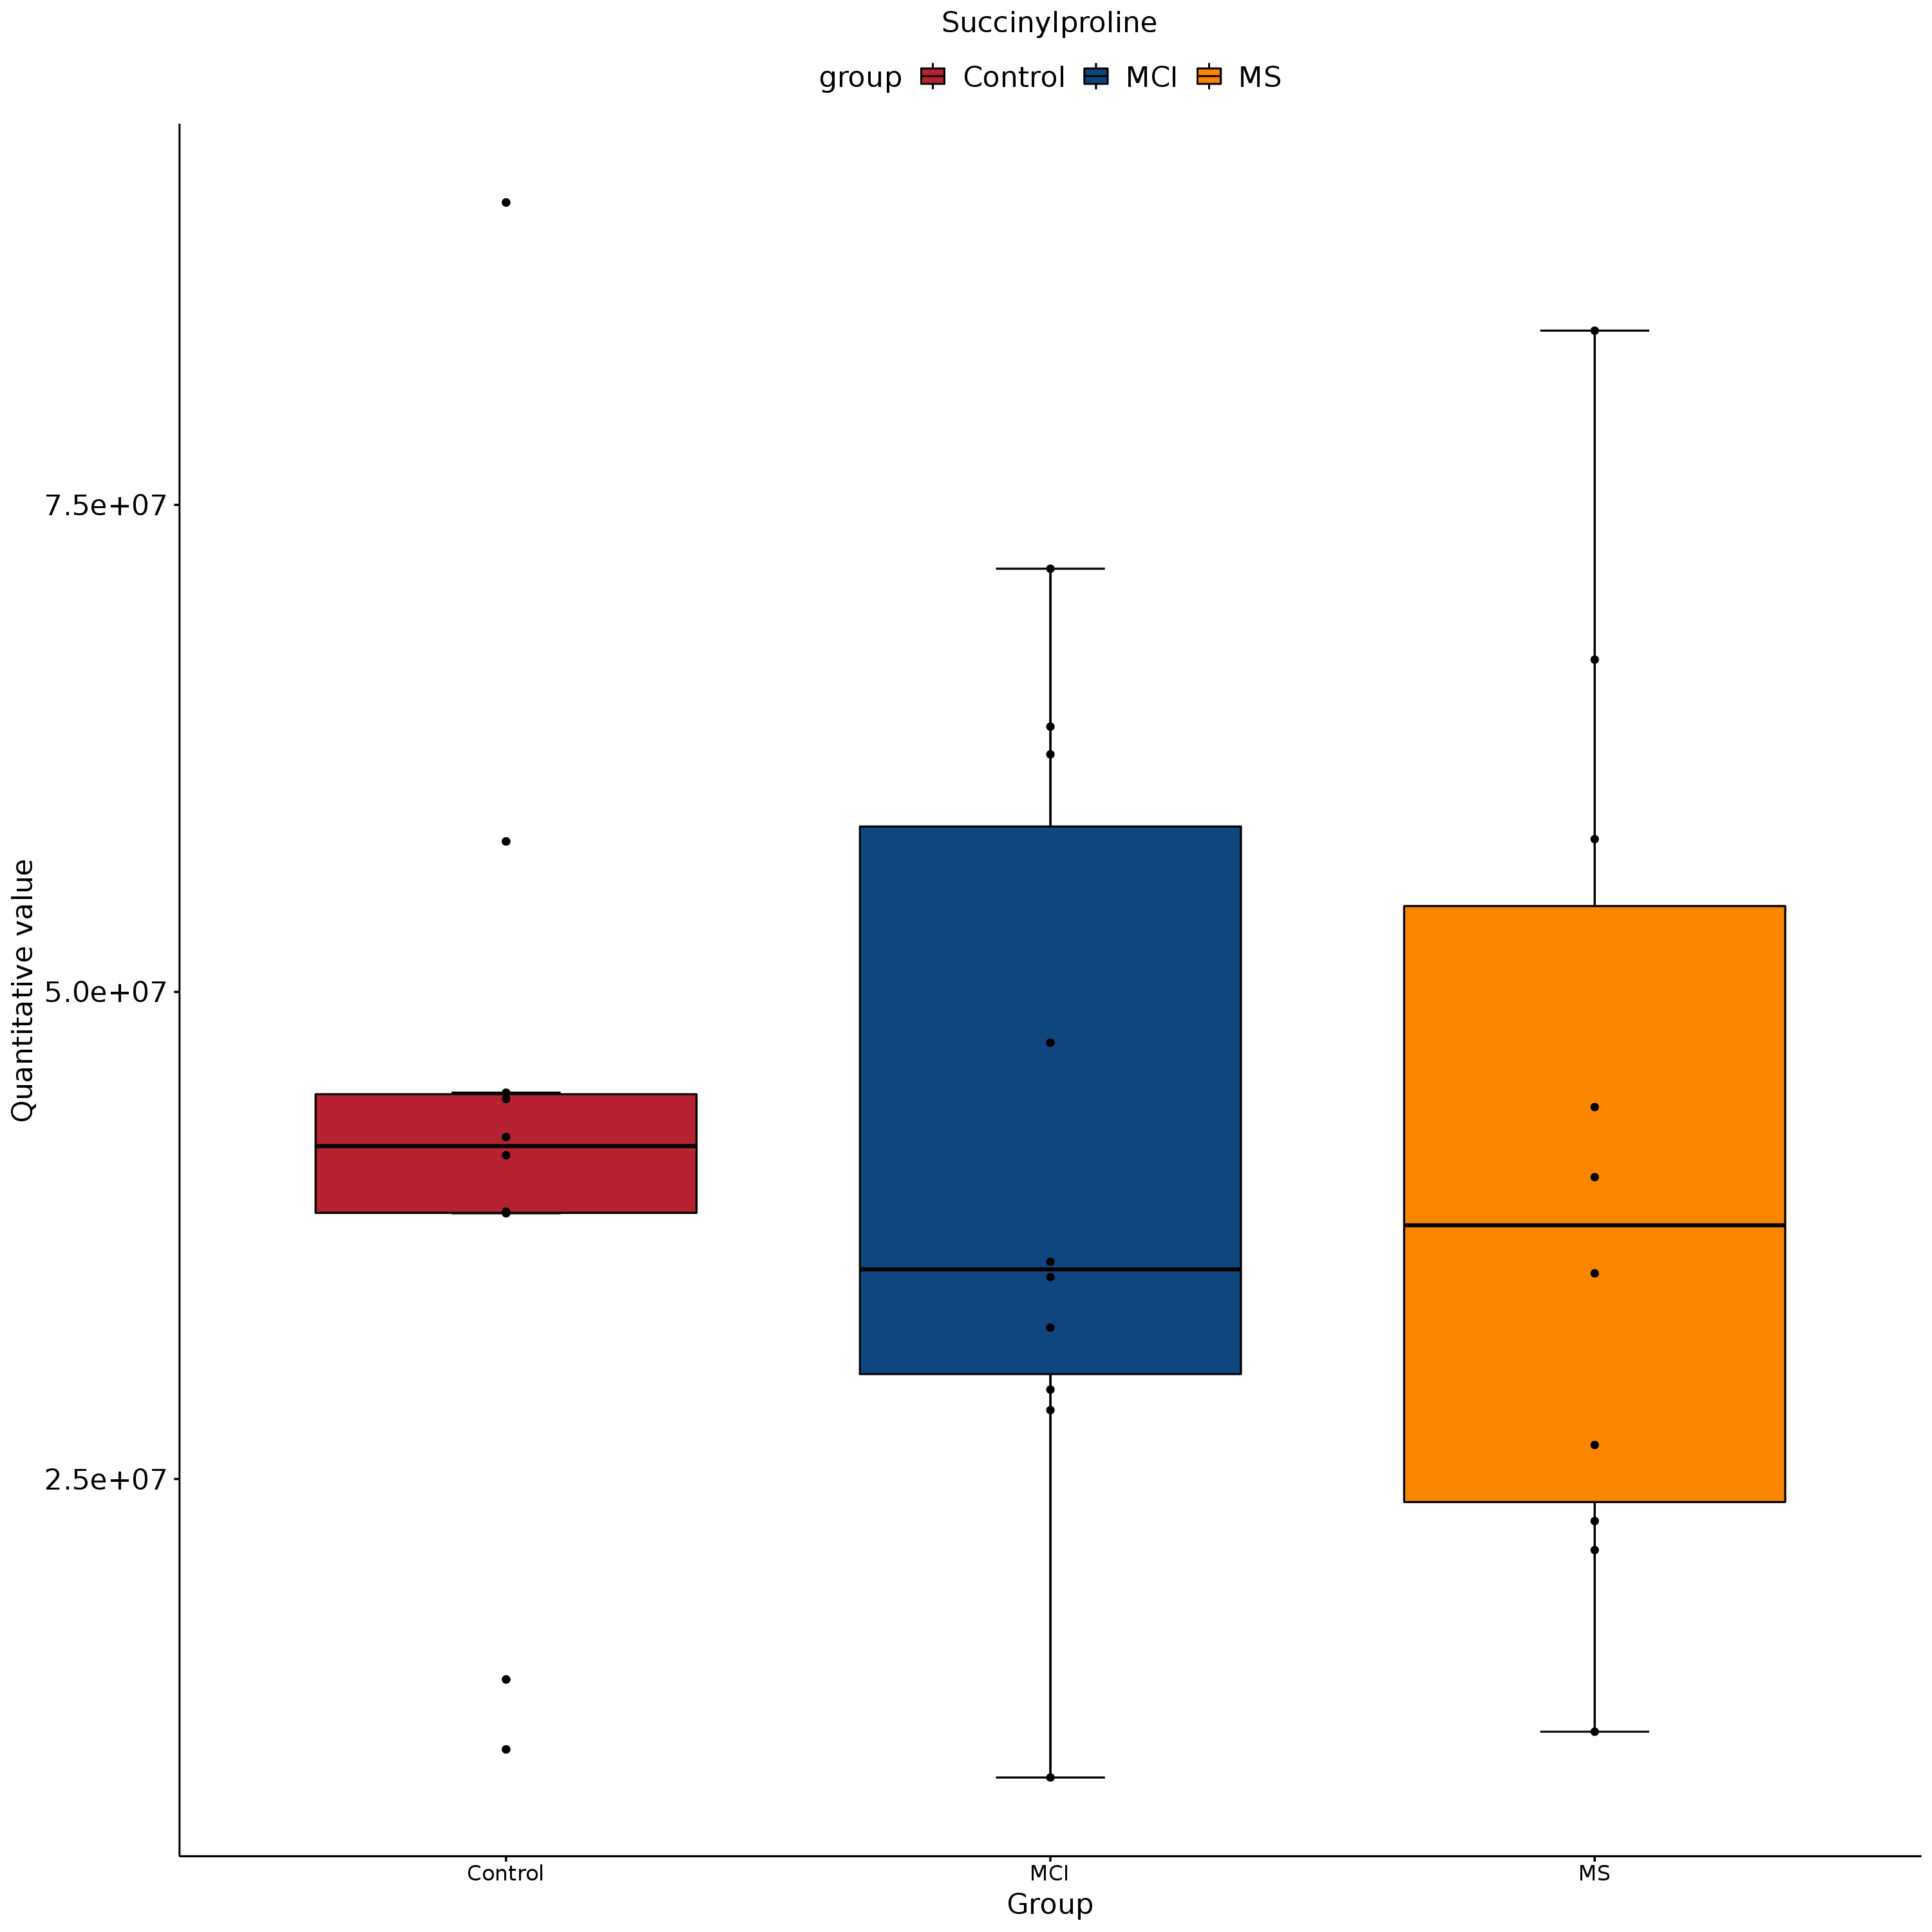 Succinylproline
group Control MCI MS
Quantitative value
7.5e+07
5.0e+07
2.5e+07
Control MCI MS
Group